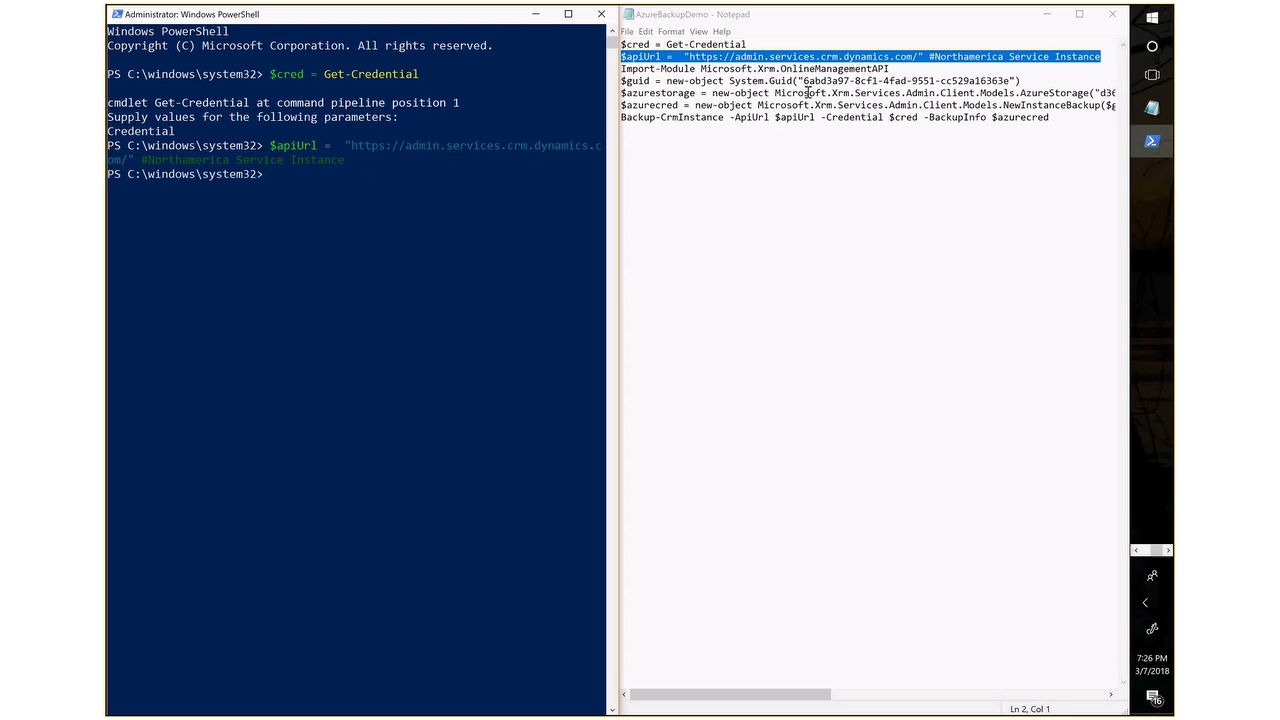 Administrator: Windows PowerShell
Windows PowerShell
Copyright (C) Microsoft Corporation. All rights reserved.
PS C:\windows\system32> $cred = Get-Credential
cmdlet Get-Credential at command pipeline position 1
Supply values for the following parameters:
Credential
PS C:\windows\system32> $apiUrl =  "https://admin.services.crm.dynamics.c
om/" #Northamerica Service Instance
PS C:\windows\system32>
AzureBackupDemo - Notepad
File Edit Format View Help
$cred = Get-Credential
$apiUrl =  "https://admin.services.crm.dynamics.com/" #Northamerica Service Instance
Import-Module Microsoft.Xrm.OnlineManagementAPI
$guid = new-object System.Guid("6abd3a97-8cf1-4fad-9551-cc529a16363e")
$azurestorage = new-object Microsoft.Xrm.Services.Admin.Client.Models.AzureStorage("d36
$azurecred = new-object Microsoft.Xrm.Services.Admin.Client.Models.NewInstanceBackup($g
Backup-CrmInstance -ApiUrl $apiUrl -Credential $cred -BackupInfo $azurecred
Ln 2, Col 1
7:26 PM
3/7/2018
16